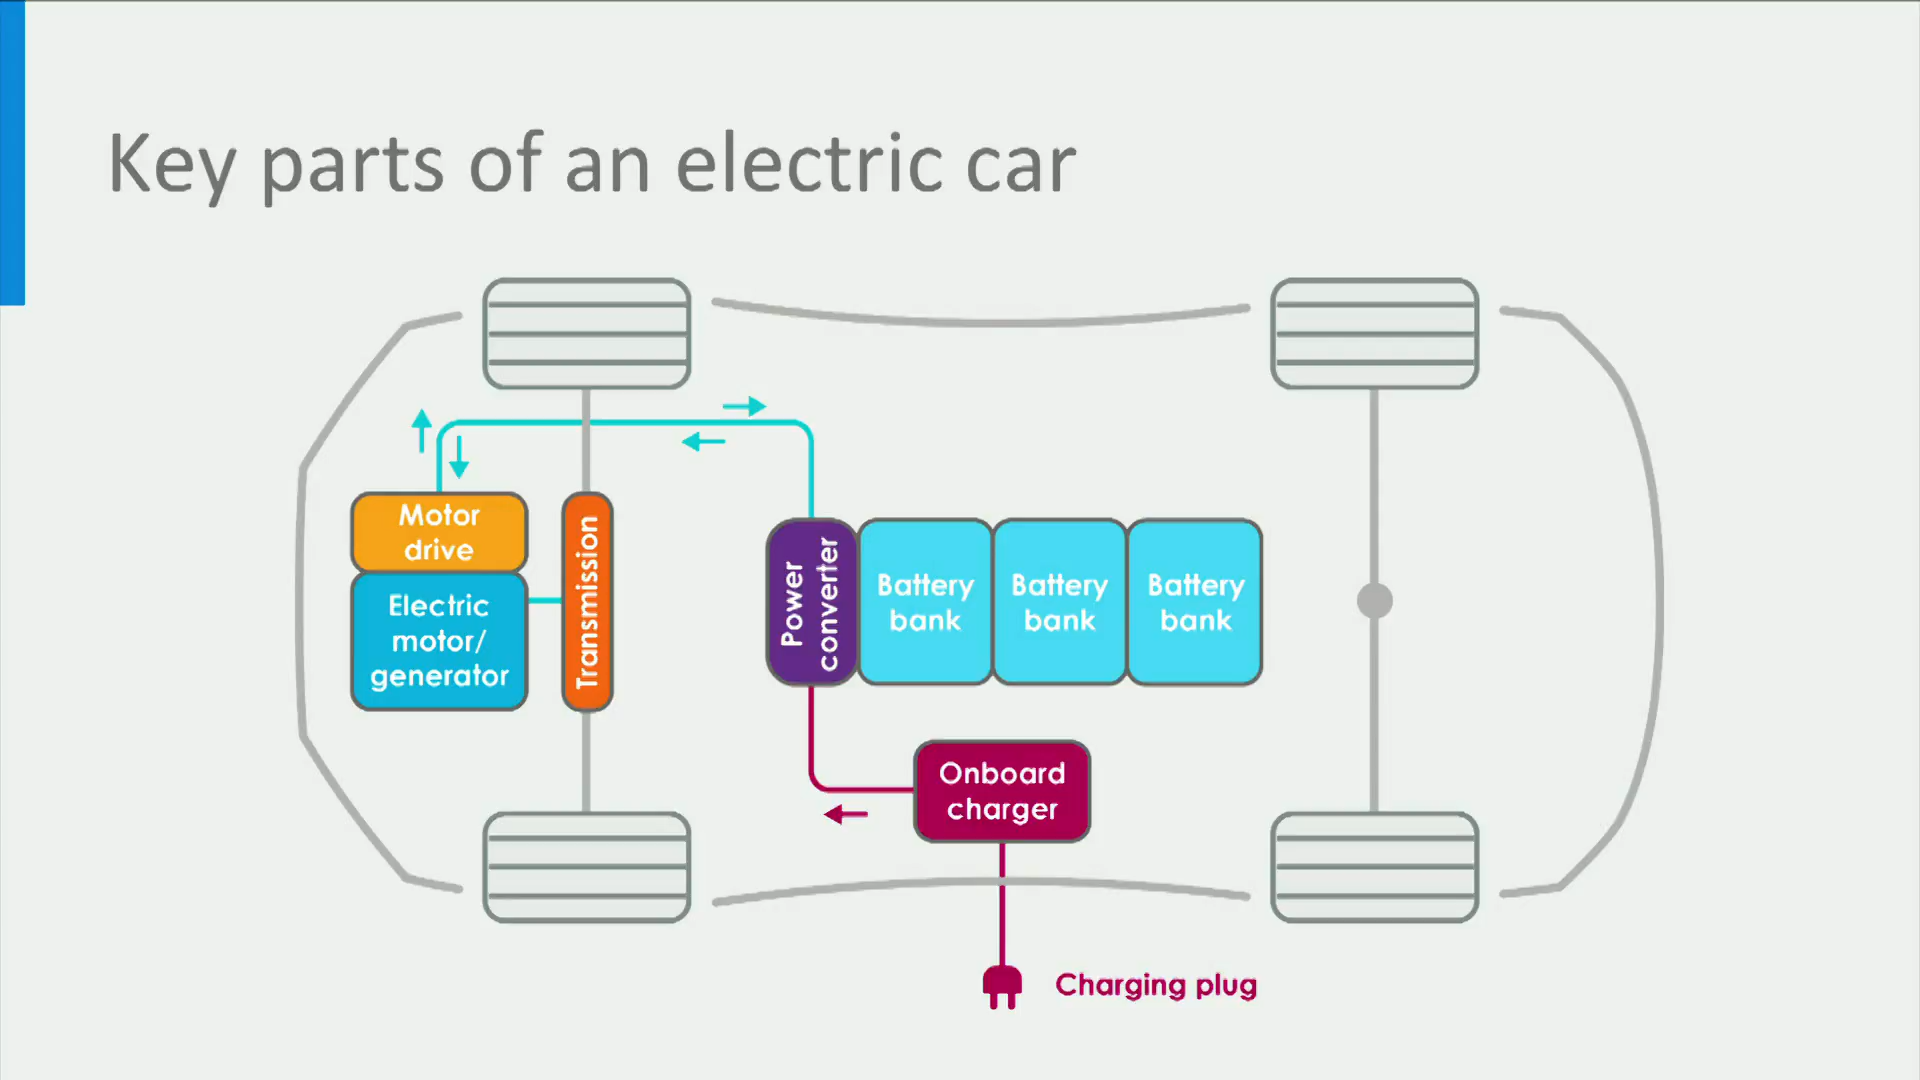 Key parts of an electric car
Motor
drive
Electric
motor/
generator
Transmission
Power
converter
Battery
bank
Battery
bank
Battery
bank
Onboard
charger
Charging plug